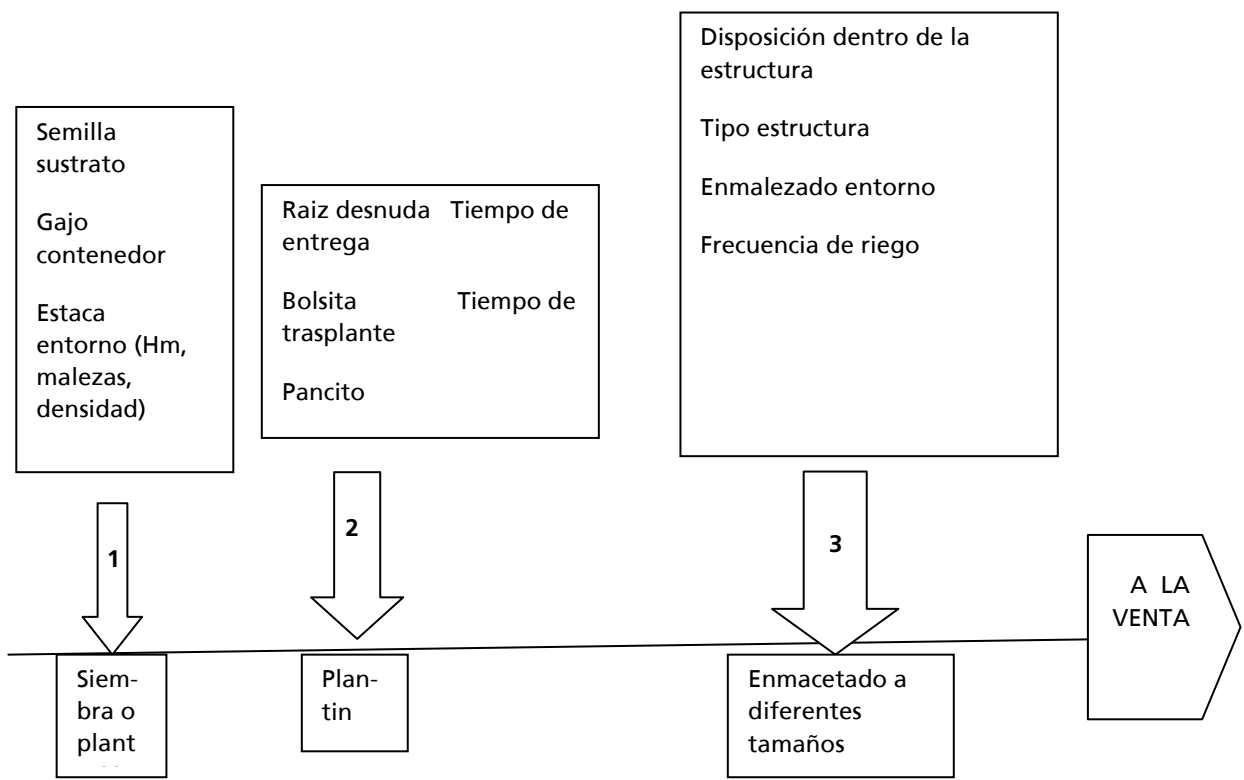 Semilla
sustrato
Gajo
contenedor
Estaca
entorno (Hm,
malezas,
densidad)
Raiz desnuda Tiempo de
entrega
Bolsita Tiempo de
trasplante
Pancito
Disposición dentro de la
estructura
Tipo estructura
Enmalezado entorno
Frecuencia de riego
1
2
3
A LA
VENTA
Siem-
bra o
plant
Plan-
tin
Enmacetado a
diferentes
tamaños